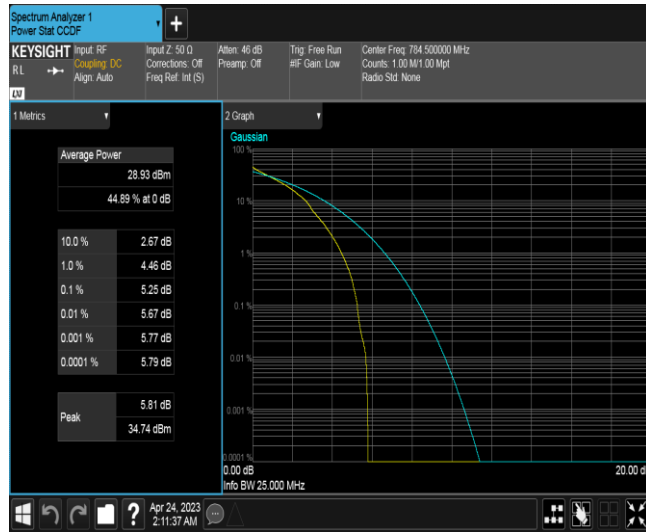 Spectrum Analyzer 1
Power Stat CCDF
+
KEYSIGHT
RL
LXI
Input: RF
Coupling: DC
Align: Auto
Input Z: 50 Ω
Corrections: Off
Freq Ref: Int (S)
Atten: 46 dB
Preamp: Off
Trig: Free Run
#IF Gain: Low
Center Freq: 784.500000 MHz
Counts: 1.00 M/1.00 Mpt
Radio Std: None
1 Metrics
Average Power
28.93 dBm
44.89 % at 0 dB
10.0 % 2.67 dB
1.0 % 4.46 dB
0.1 % 5.25 dB
0.01 % 5.67 dB
0.001 % 5.77 dB
0.0001 % 5.79 dB
Peak
5.81 dB
34.74 dBm
2 Graph
Gaussian
100 %
10 %
1 %
0.1 %
0.01 %
0.001 %
0.0001 %
0.00 dB
20.00 d
Info BW 25.000 MHz
?
Apr 24, 2023
2:11:37 AM